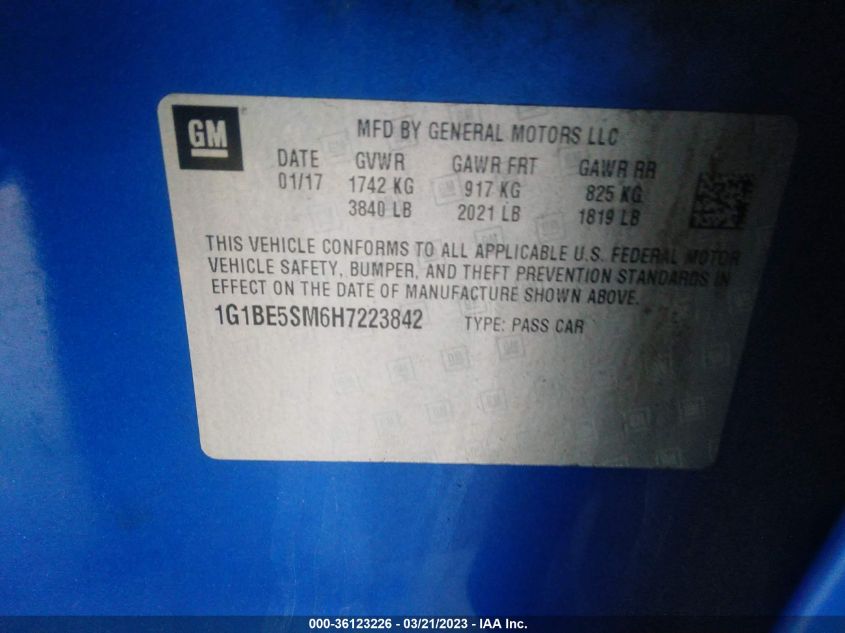 GM
MFD BY GENERAL MOTORS LLC
DATE GVWR GAWR FRT GAWR RR
01/17 1742 KG 917 KG 825 KG
3840 LB 2021 LB 1819 LB
THIS VEHICLE CONFORMS TO ALL APPLICABLE U.S. FEDERAL MOTOR
VEHICLE SAFETY, BUMPER, AND THEFT PREVENTION STANDARDS IN
EFFECT ON THE DATE OF MANUFACTURE SHOWN ABOVE.
1G1BE5SM6H7223842 TYPE: PASS CAR
000-36123226 - 03/21/2023 - IAA Inc.